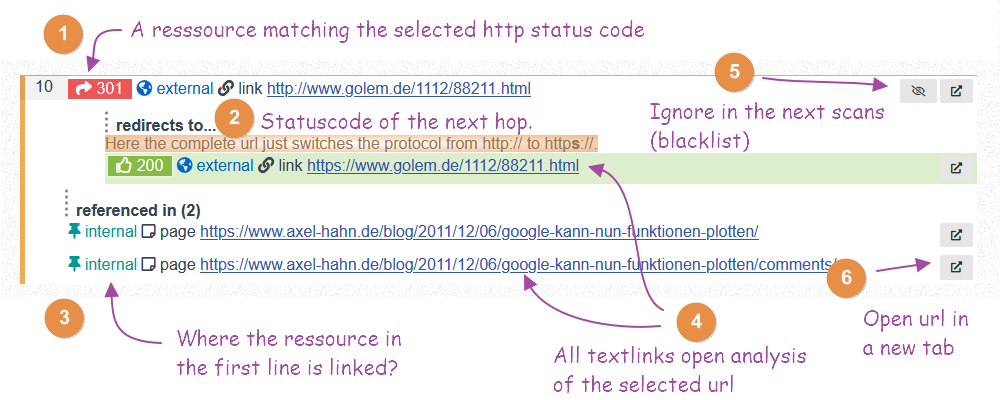 1 A resssource matching the selected http status code
10 301 external link http://www.golem.de/1112/88211.html
5
Ignore in the next scans
(blacklist)
redirects to...
2 Statuscode of the next hop.
Here the complete url just switches the protocol from http:// to https://.
200 external link https://www.golem.de/1112/88211.html
referenced in (2)
internal page https://www.axel-hahn.de/blog/2011/12/06/google-kann-nun-funktionen-plotten/
internal page https://www.axel-hahn.de/blog/2011/12/06/google-kann-nun-funktionen-plotten/comments/
6
Open url in
a new tab
3
Where the ressource in
the first line is linked?
4
All textlinks open analysis
of the selected url